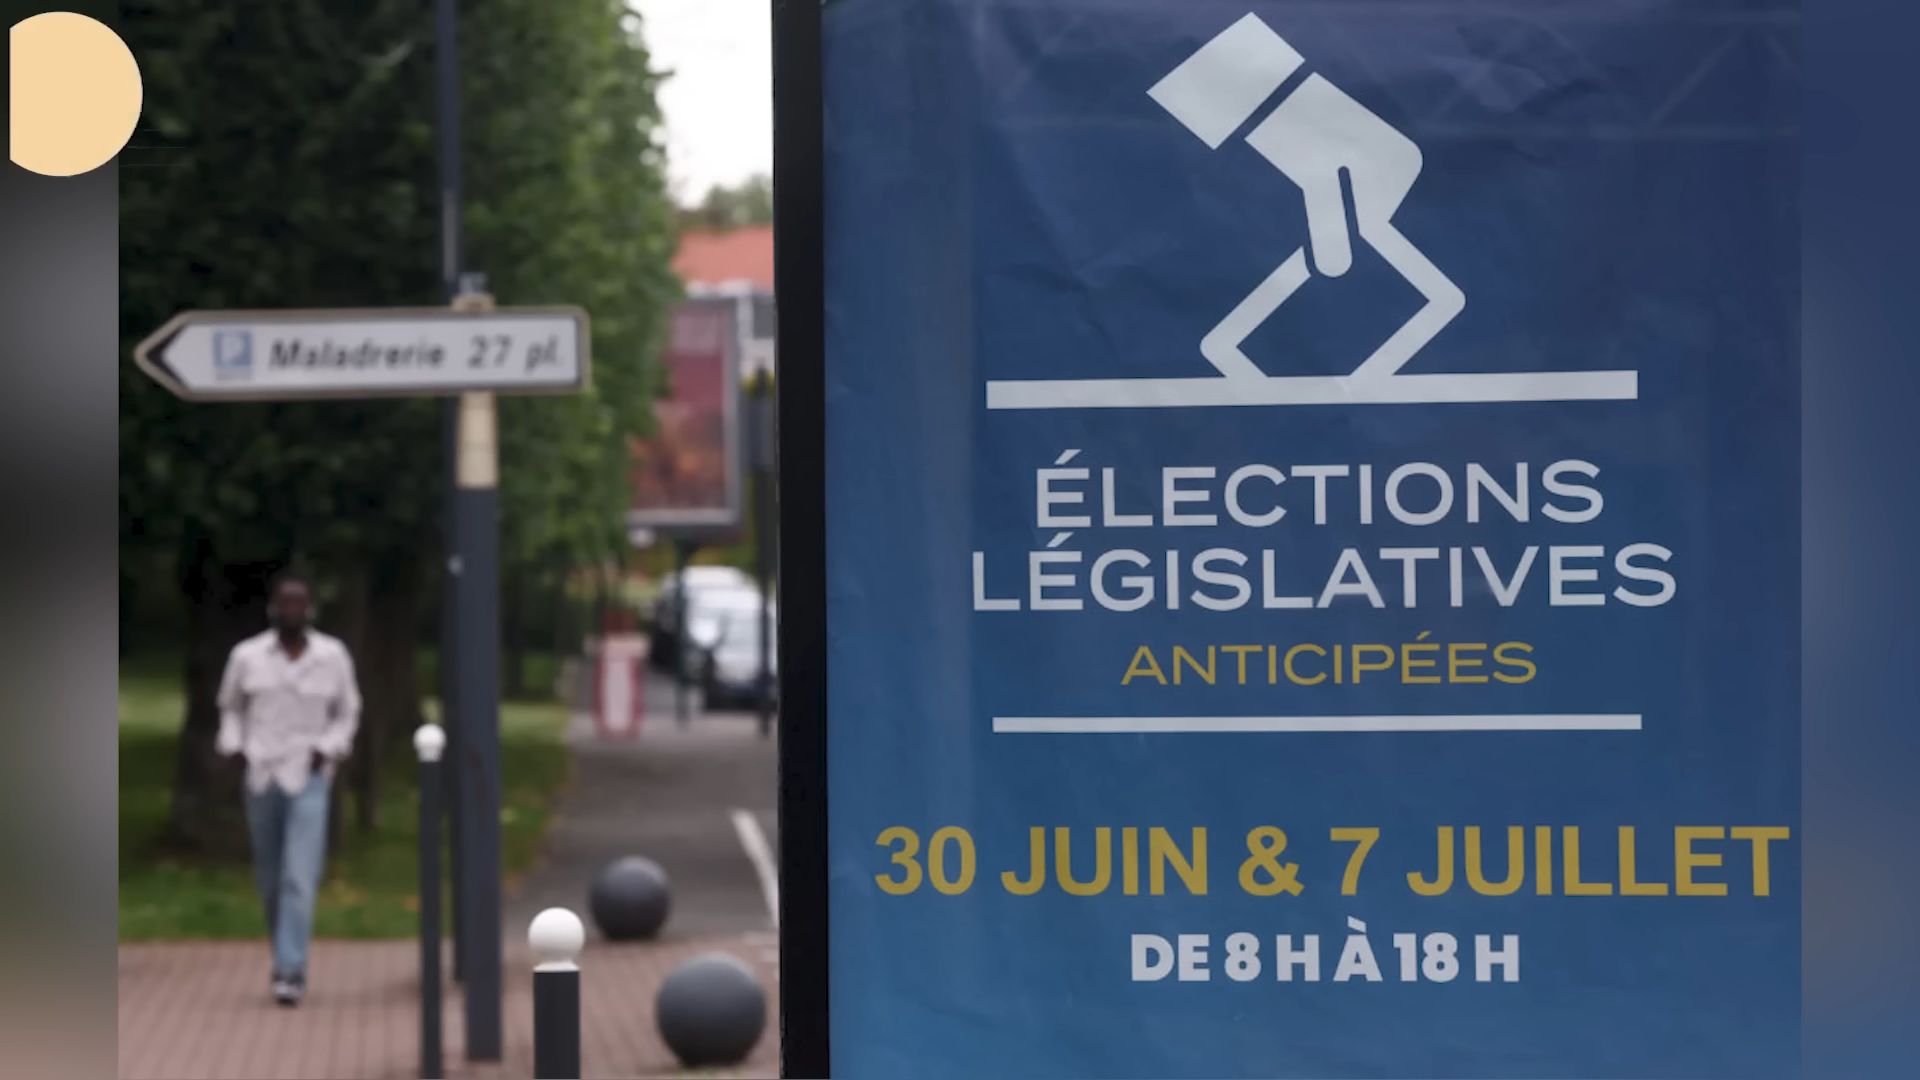 P Maladrerie 27 pl.
ÉLECTIONS
LÉGISLATIVES
ANTICIPÉES
30 JUIN & 7 JUILLET
DE 8 H À 18 H